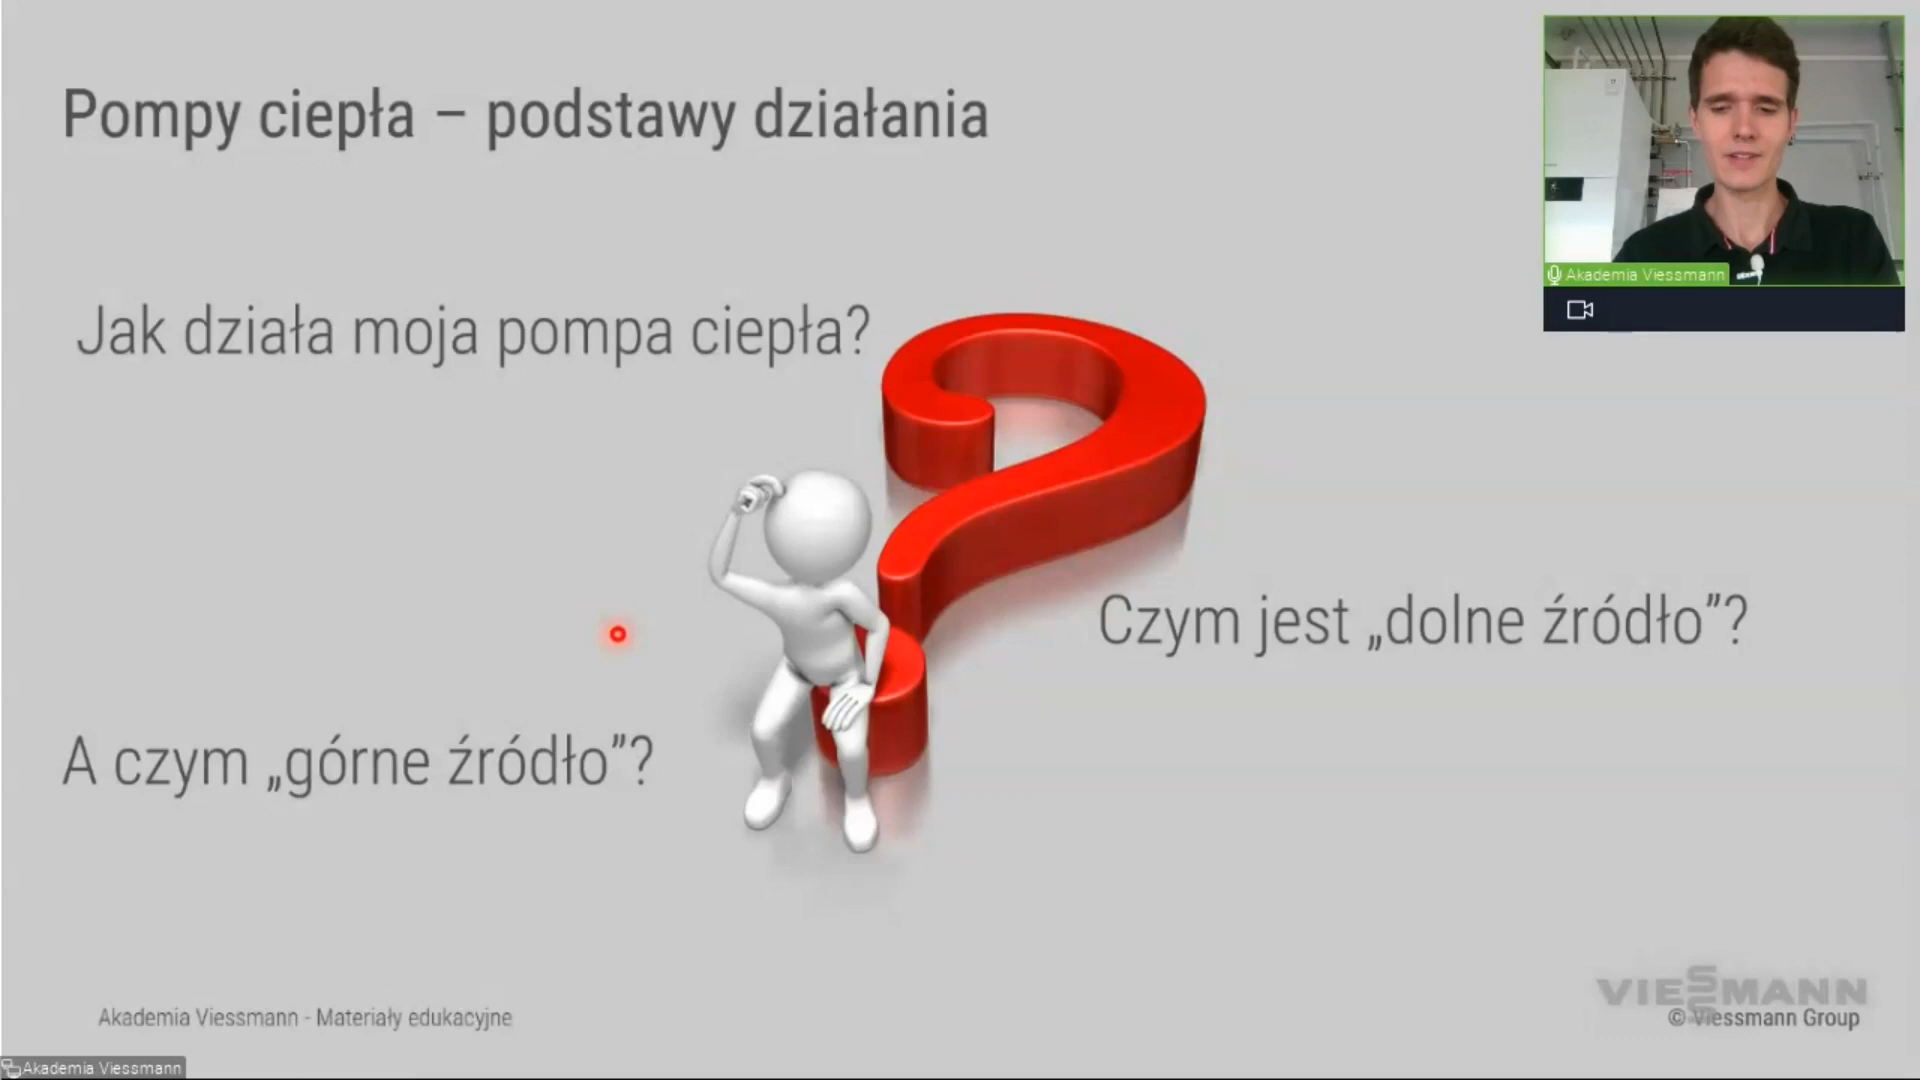 Pompy ciepła – podstawy działania
Akademia Viessmann
Jak działa moja pompa ciepła?
Czym jest „dolne źródło”?
A czym „górne źródło”?
VIESSMANN
Akademia Viessmann - Materiały edukacyjne
© Viessmann Group
Akademia Viessmann